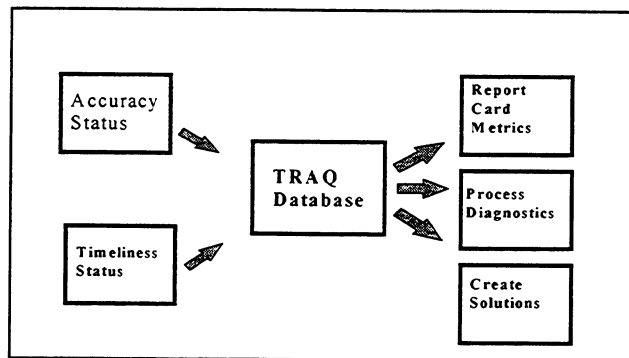 Accuracy
Status
Timeliness
Status
TRAQ
Database
Report
Card
Metrics
Process
Diagnostics
Create
Solutions